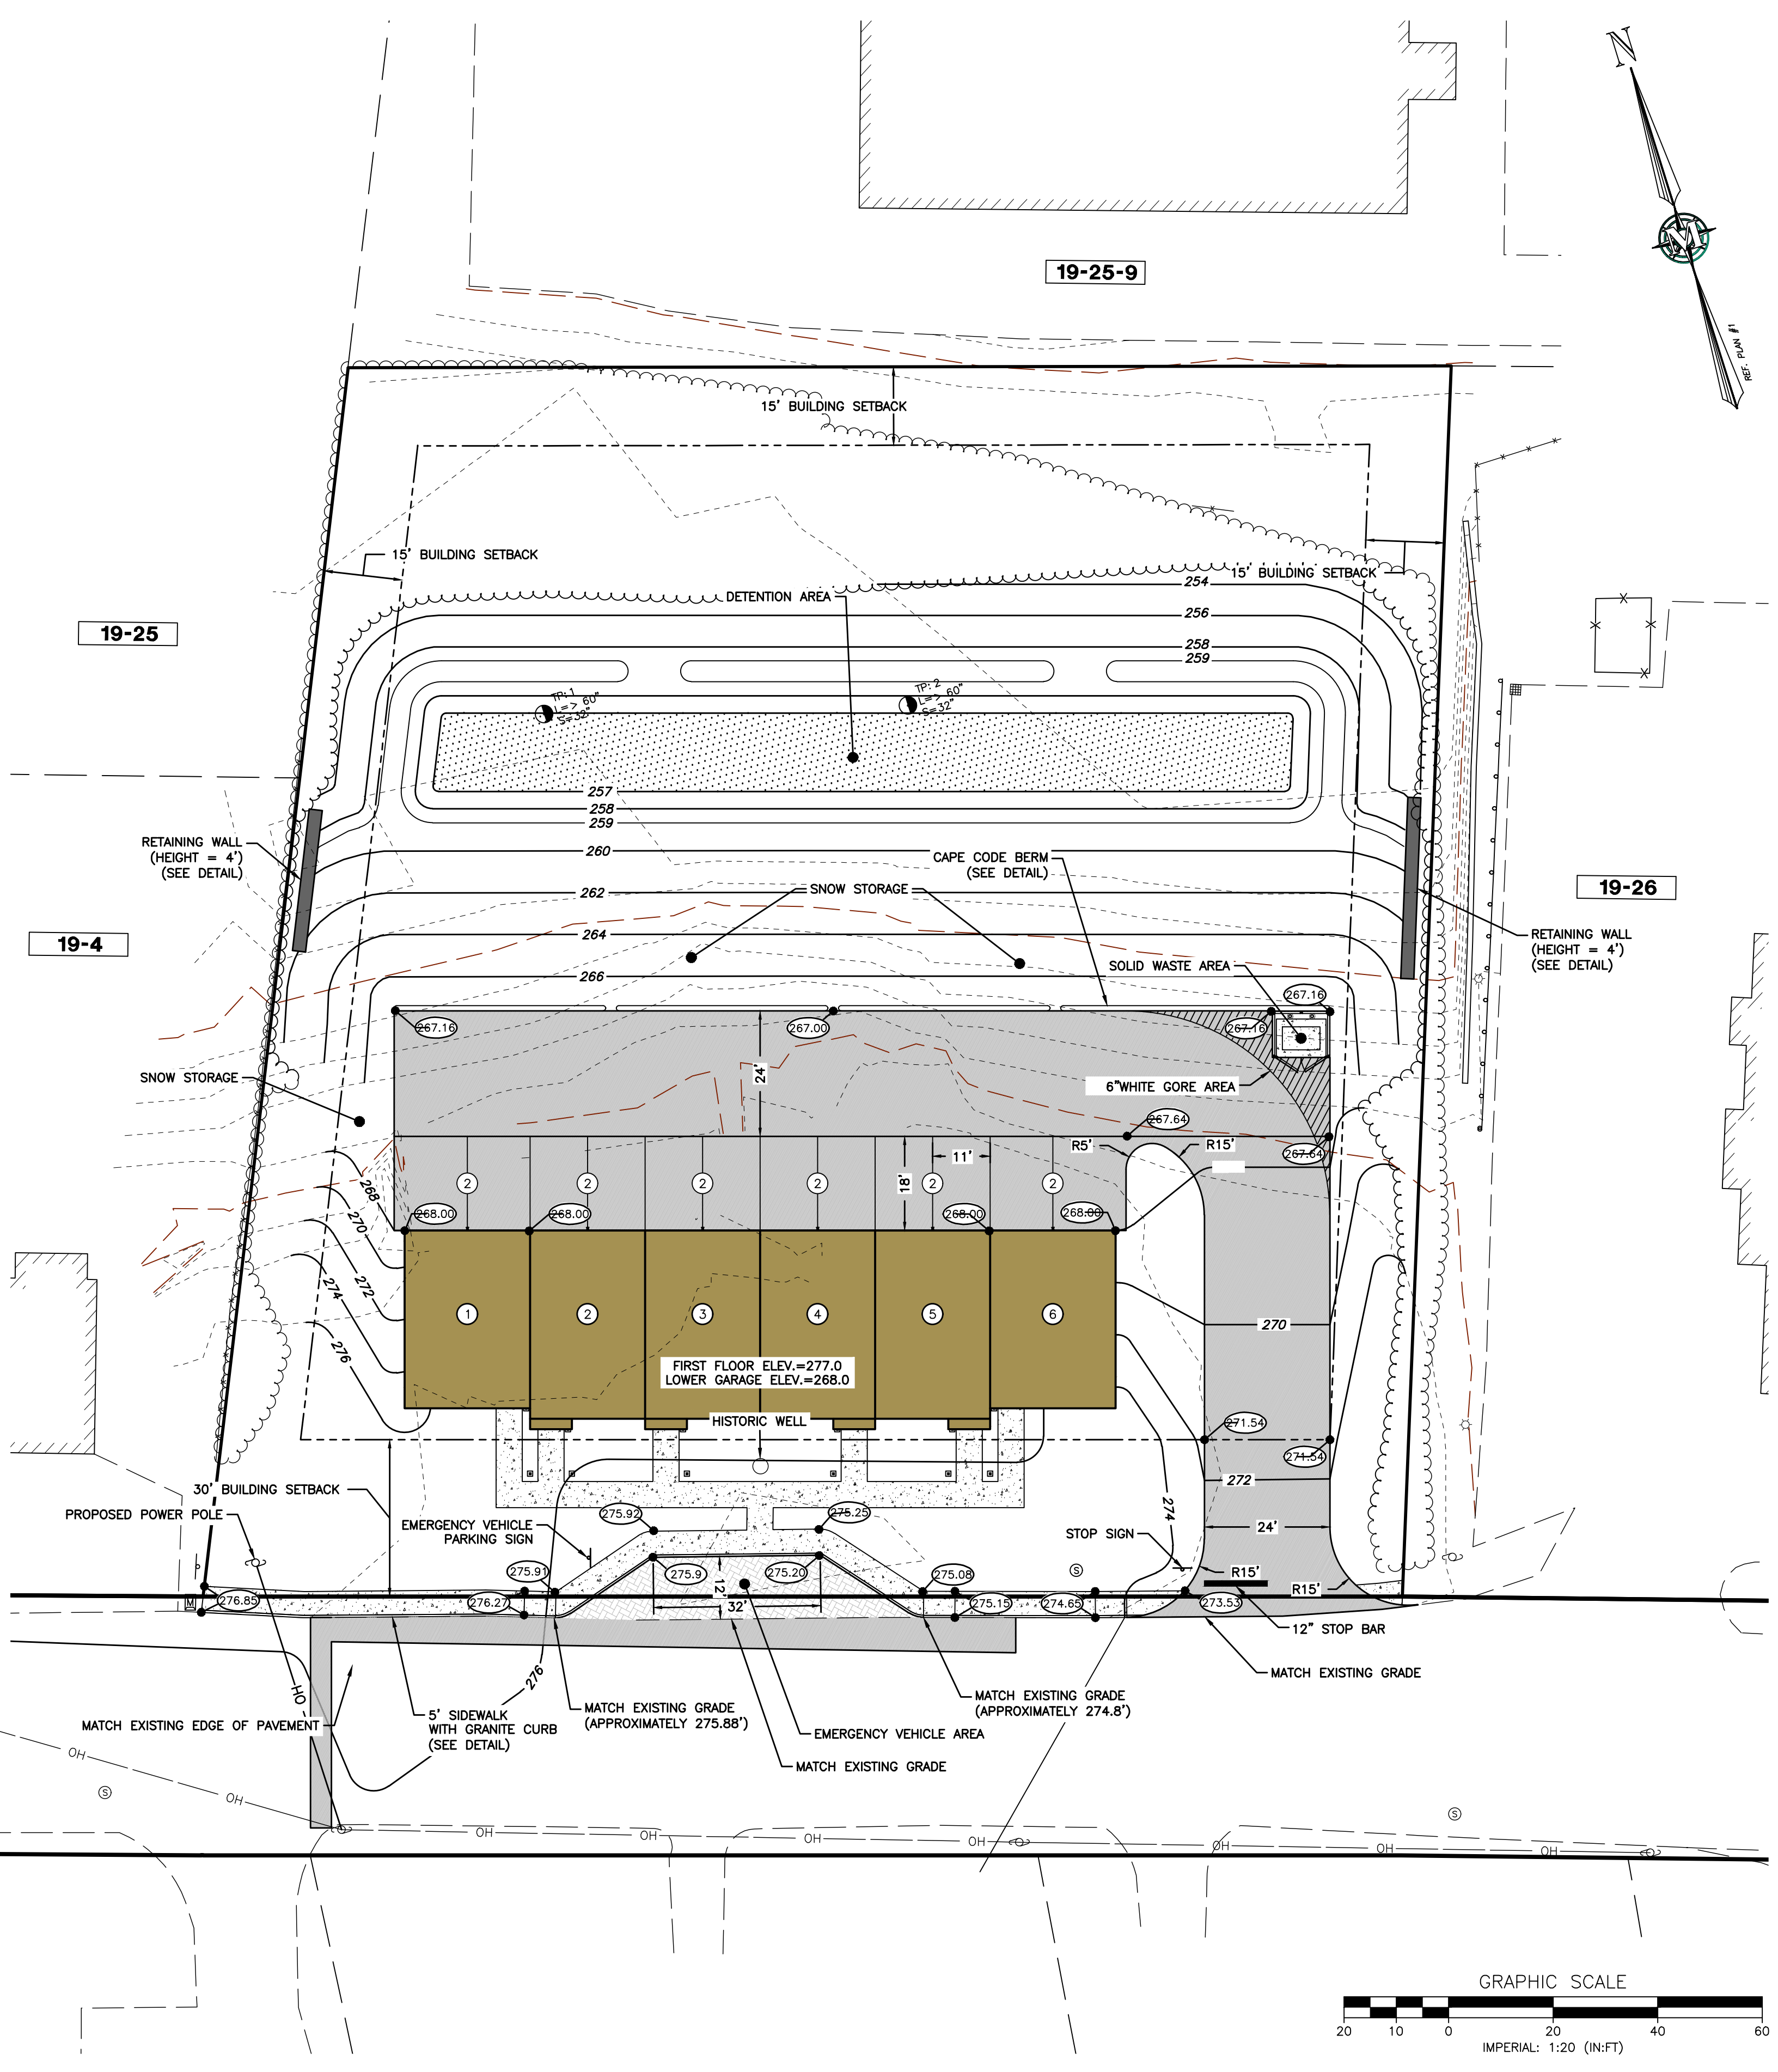 N
M
REF. PLAN #1
19-25-9
15' BUILDING SETBACK
15' BUILDING SETBACK
15' BUILDING SETBACK
254
DETENTION AREA
256
19-25
258
259
TP: 1
L=> 60"
S=32"
TP: 2
L=> 60"
S=32"
257
258
259
RETAINING WALL
(HEIGHT = 4')
(SEE DETAIL)
260
CAPE CODE BERM
(SEE DETAIL)
SNOW STORAGE
262
19-26
19-4
264
RETAINING WALL
(HEIGHT = 4')
(SEE DETAIL)
SOLID WASTE AREA
266
267.16
267.16
267.00
267.16
24'
SNOW STORAGE
6"WHITE GORE AREA
267.64
R5'
R15'
267.64
11'
18'
2
2
2
2
2
2
268
270
272
274
276
268.00
268.00
268.00
268.00
1
2
3
4
5
6
270
FIRST FLOOR ELEV.=277.0
LOWER GARAGE ELEV.=268.0
HISTORIC WELL
271.54
271.54
272
30' BUILDING SETBACK
PROPOSED POWER POLE
EMERGENCY VEHICLE
PARKING SIGN
275.92
275.25
274
24'
STOP SIGN
275.91
275.9
275.20
275.08
S
R15'
R15'
12'
32'
M
276.85
276.27
275.15
274.65
273.53
12" STOP BAR
MATCH EXISTING GRADE
276
OH
MATCH EXISTING EDGE OF PAVEMENT
5' SIDEWALK
WITH GRANITE CURB
(SEE DETAIL)
MATCH EXISTING GRADE
(APPROXIMATELY 275.88')
MATCH EXISTING GRADE
(APPROXIMATELY 274.8')
EMERGENCY VEHICLE AREA
MATCH EXISTING GRADE
OH
S
OH
S
OH
OH
OH
OH
OH
OH
OH
GRAPHIC SCALE
20 10 0 20 40 60
IMPERIAL: 1:20 (IN:FT)